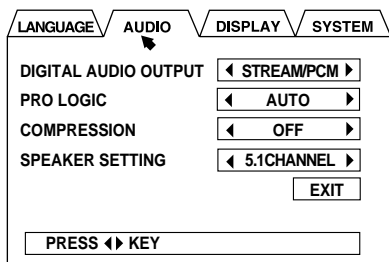 LANGUAGE AUDIO DISPLAY SYSTEM
DIGITAL AUDIO OUTPUT ◀ STREAM/PCM ▶
PRO LOGIC ◀ AUTO ▶
COMPRESSION ◀ OFF ▶
SPEAKER SETTING ◀ 5.1CHANNEL ▶
EXIT
PRESS ◀▶ KEY